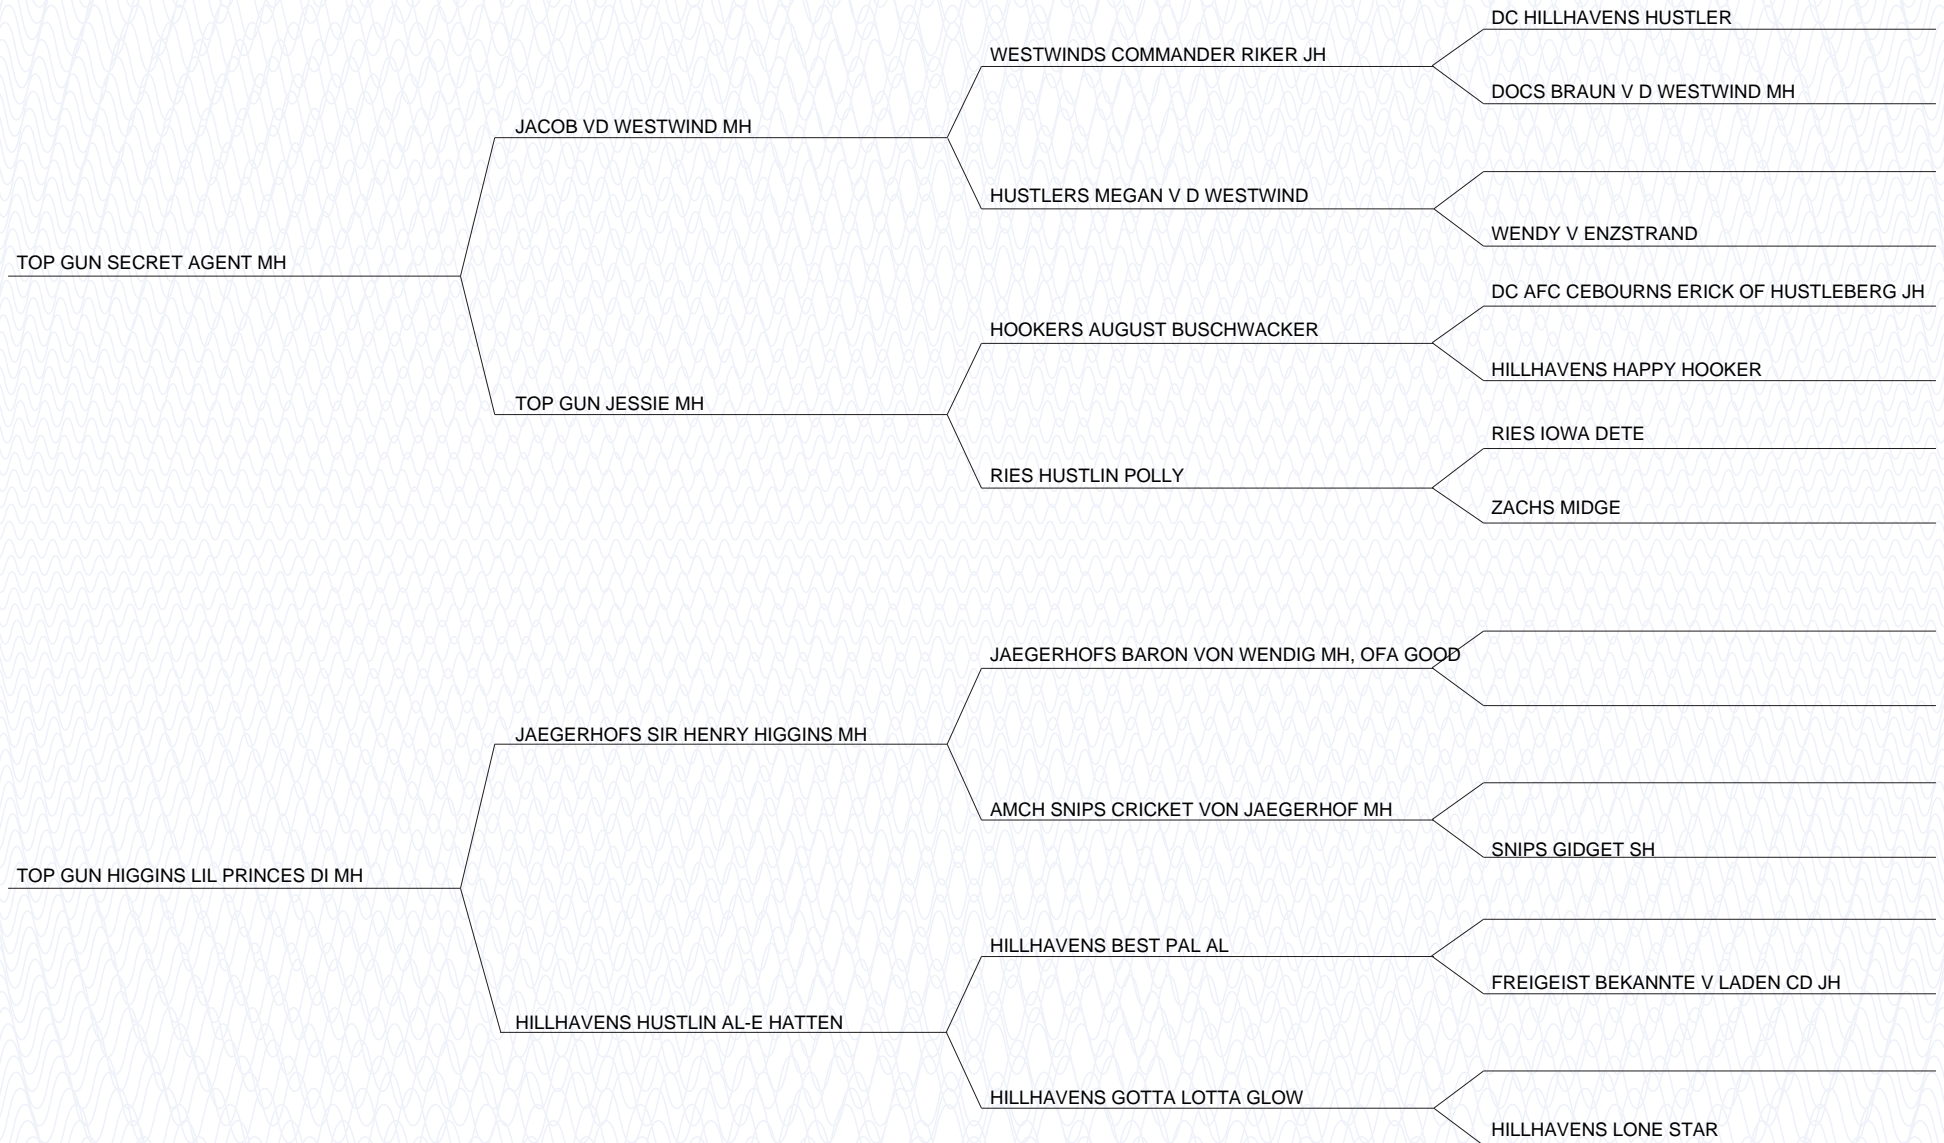 DC HILLHAVENS HUSTLER
WESTWINDS COMMANDER RIKER JH
DOCS BRAUN V D WESTWIND MH
JACOB VD WESTWIND MH
HUSTLERS MEGAN V D WESTWIND
WENDY V ENZSTRAND
TOP GUN SECRET AGENT MH
DC AFC CEBOURNS ERICK OF HUSTLEBERG JH
HOOKERS AUGUST BUSCHWACKER
HILLHAVENS HAPPY HOOKER
TOP GUN JESSIE MH
RIES IOWA DETE
RIES HUSTLIN POLLY
ZACHS MIDGE
JAEGERHOFS BARON VON WENDIG MH, OFA GOOD
JAEGERHOFS SIR HENRY HIGGINS MH
AMCH SNIPS CRICKET VON JAEGERHOF MH
SNIPS GIDGET SH
TOP GUN HIGGINS LIL PRINCES DI MH
HILLHAVENS BEST PAL AL
FREIGEIST BEKANNTE V LADEN CD JH
HILLHAVENS HUSTLIN AL-E HATTEN
HILLHAVENS GOTTA LOTTA GLOW
HILLHAVENS LONE STAR